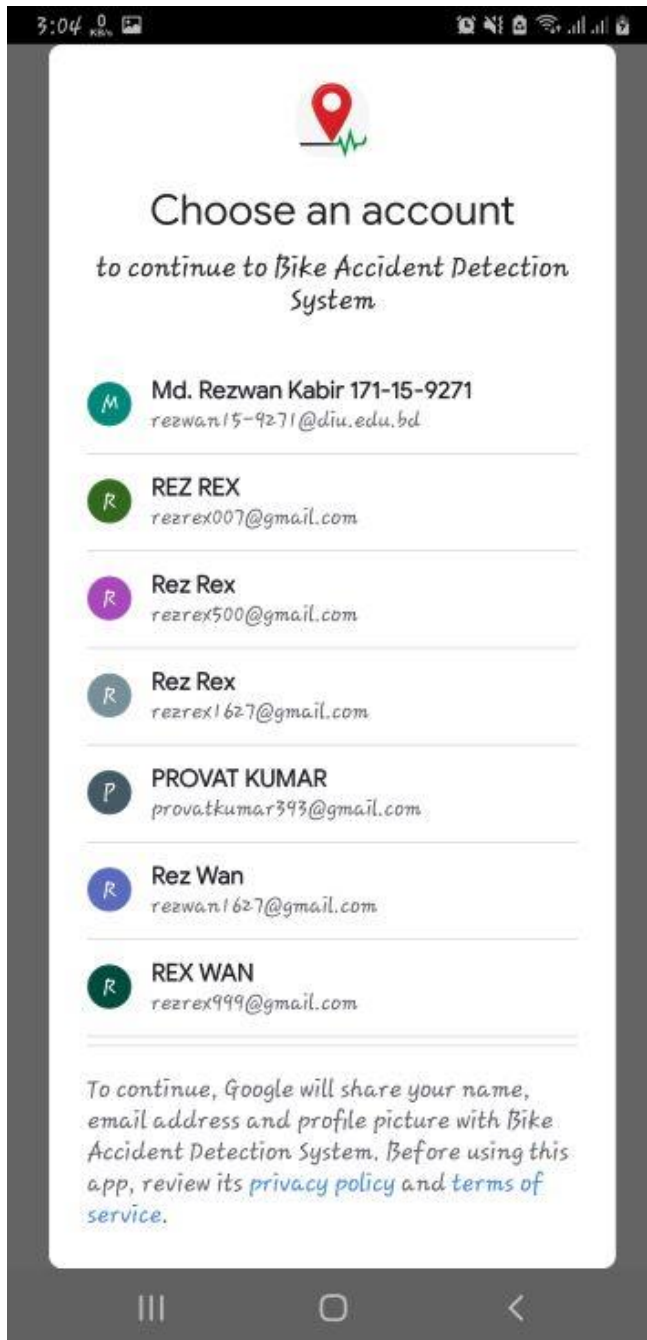 3:04 0 KB/s
Choose an account
to continue to Bike Accident Detection
System
M
Md. Rezwan Kabir 171-15-9271
rezwan15-9271@diu.edu.bd
R
REZ REX
rezrex007@gmail.com
R
Rez Rex
rezrex500@gmail.com
R
Rez Rex
rezrex1627@gmail.com
P
PROVAT KUMAR
provatkumar393@gmail.com
R
Rez Wan
rezwan1627@gmail.com
R
REX WAN
rezrex999@gmail.com
To continue, Google will share your name,
email address and profile picture with Bike
Accident Detection System. Before using this
app, review its privacy policy and terms of
service.